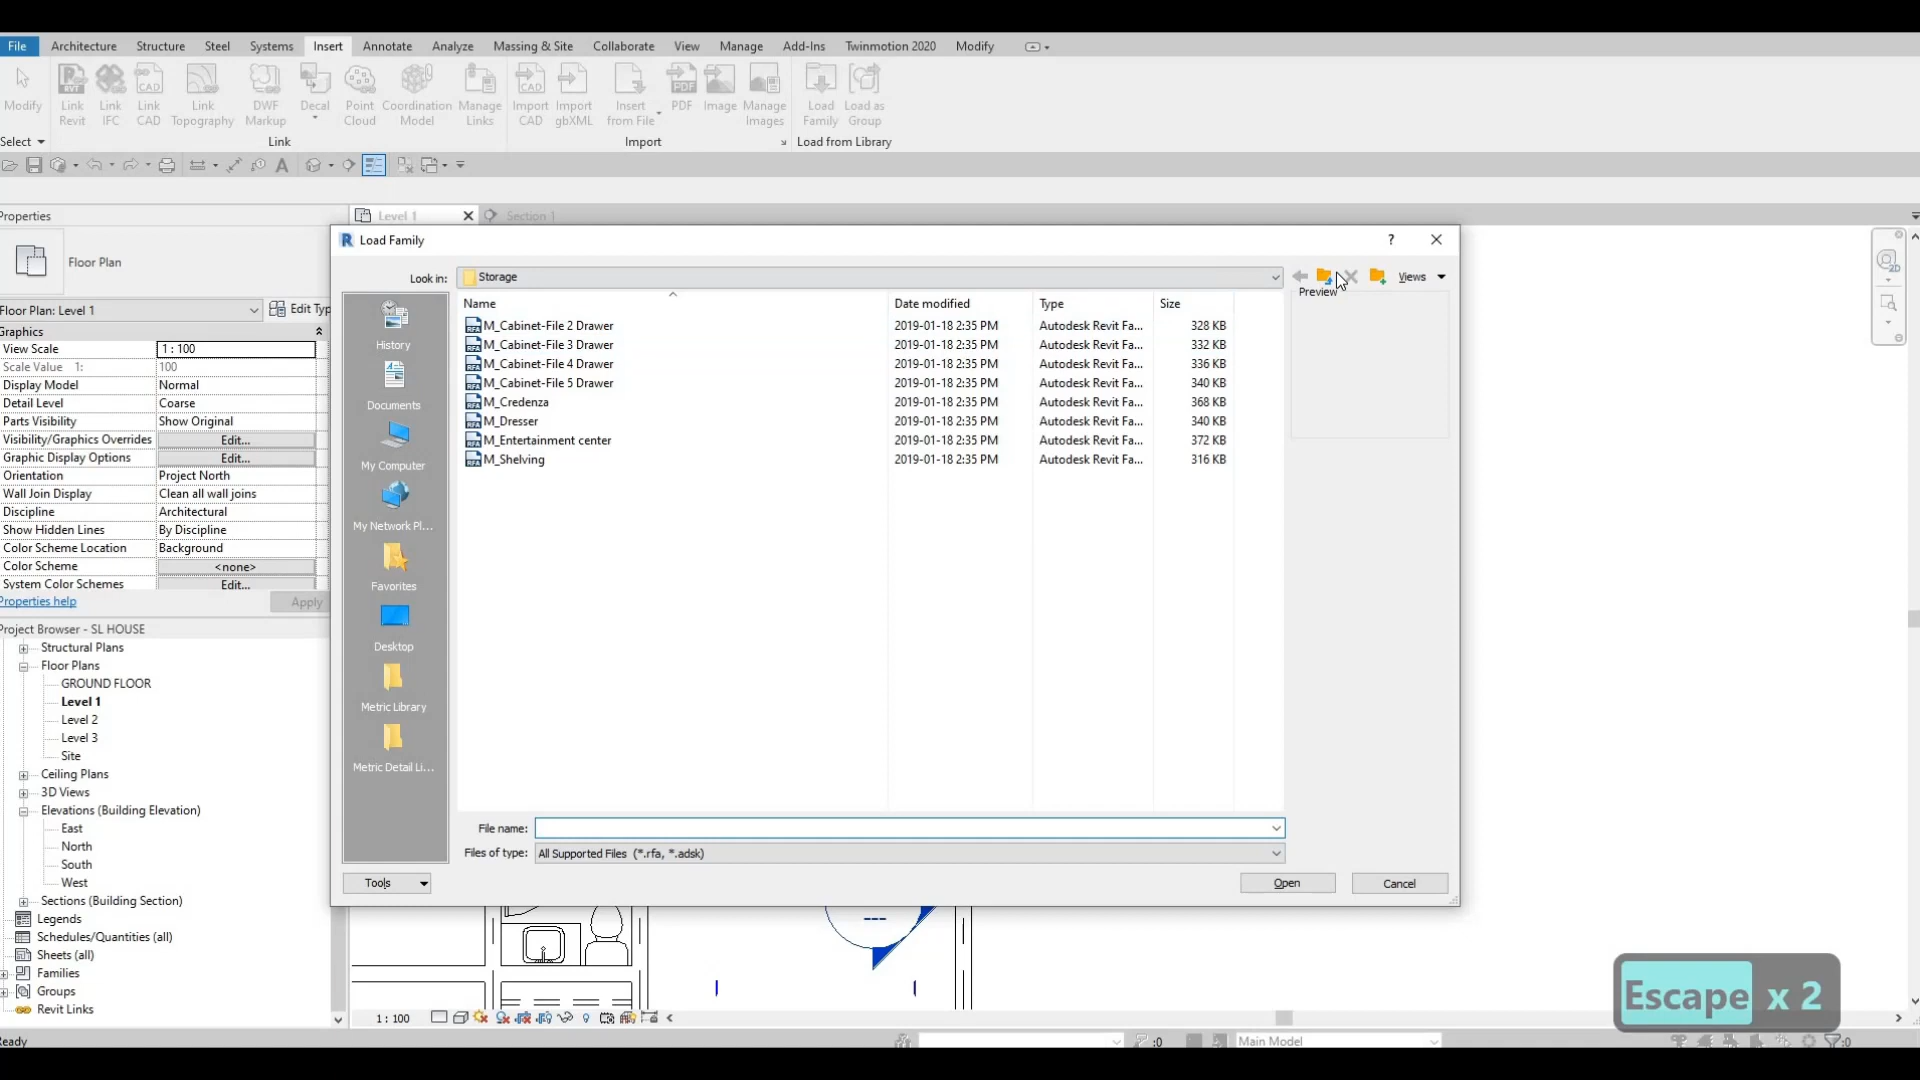 File Architecture Structure Steel Systems Insert Annotate Analyze Massing & Site Collaborate View Manage Add-Ins Twinmotion 2020 Modify
Modify
Link Revit
Link IFC
Link CAD
Link Topography
DWF Markup
Decal
Point Cloud
Coordination Model
Manage Links
Import CAD
Import gbXML
Insert from File
PDF
Image
Manage Images
Load Family
Load as Group
Select Link Import Load from Library
Properties
Level 1
Section 1
Floor Plan
Floor Plan: Level 1 Edit Typ
Graphics
View Scale 1 : 100
Scale Value 1: 100
Display Model Normal
Detail Level Coarse
Parts Visibility Show Original
Visibility/Graphics Overrides Edit...
Graphic Display Options Edit...
Orientation Project North
Wall Join Display Clean all wall joins
Discipline Architectural
Show Hidden Lines By Discipline
Color Scheme Location Background
Color Scheme <none>
System Color Schemes Edit...
Properties help Apply
Project Browser - SL HOUSE
Structural Plans
Floor Plans
GROUND FLOOR
Level 1
Level 2
Level 3
Site
Ceiling Plans
3D Views
Elevations (Building Elevation)
East
North
South
West
Sections (Building Section)
Legends
Schedules/Quantities (all)
Sheets (all)
Families
Groups
Revit Links
Ready
R Load Family ?
Look in: Storage Views
Preview
History
Documents
My Computer
My Network Pl...
Favorites
Desktop
Metric Library
Metric Detail Li...
Name Date modified Type Size
M_Cabinet-File 2 Drawer 2019-01-18 2:35 PM Autodesk Revit Fa... 328 KB
M_Cabinet-File 3 Drawer 2019-01-18 2:35 PM Autodesk Revit Fa... 332 KB
M_Cabinet-File 4 Drawer 2019-01-18 2:35 PM Autodesk Revit Fa... 336 KB
M_Cabinet-File 5 Drawer 2019-01-18 2:35 PM Autodesk Revit Fa... 340 KB
M_Credenza 2019-01-18 2:35 PM Autodesk Revit Fa... 368 KB
M_Dresser 2019-01-18 2:35 PM Autodesk Revit Fa... 340 KB
M_Entertainment center 2019-01-18 2:35 PM Autodesk Revit Fa... 372 KB
M_Shelving 2019-01-18 2:35 PM Autodesk Revit Fa... 316 KB
File name:
Files of type: All Supported Files (*.rfa, *.adsk)
Tools Open Cancel
---
1 : 100
:0 Main Model :0
2D
Escape x 2